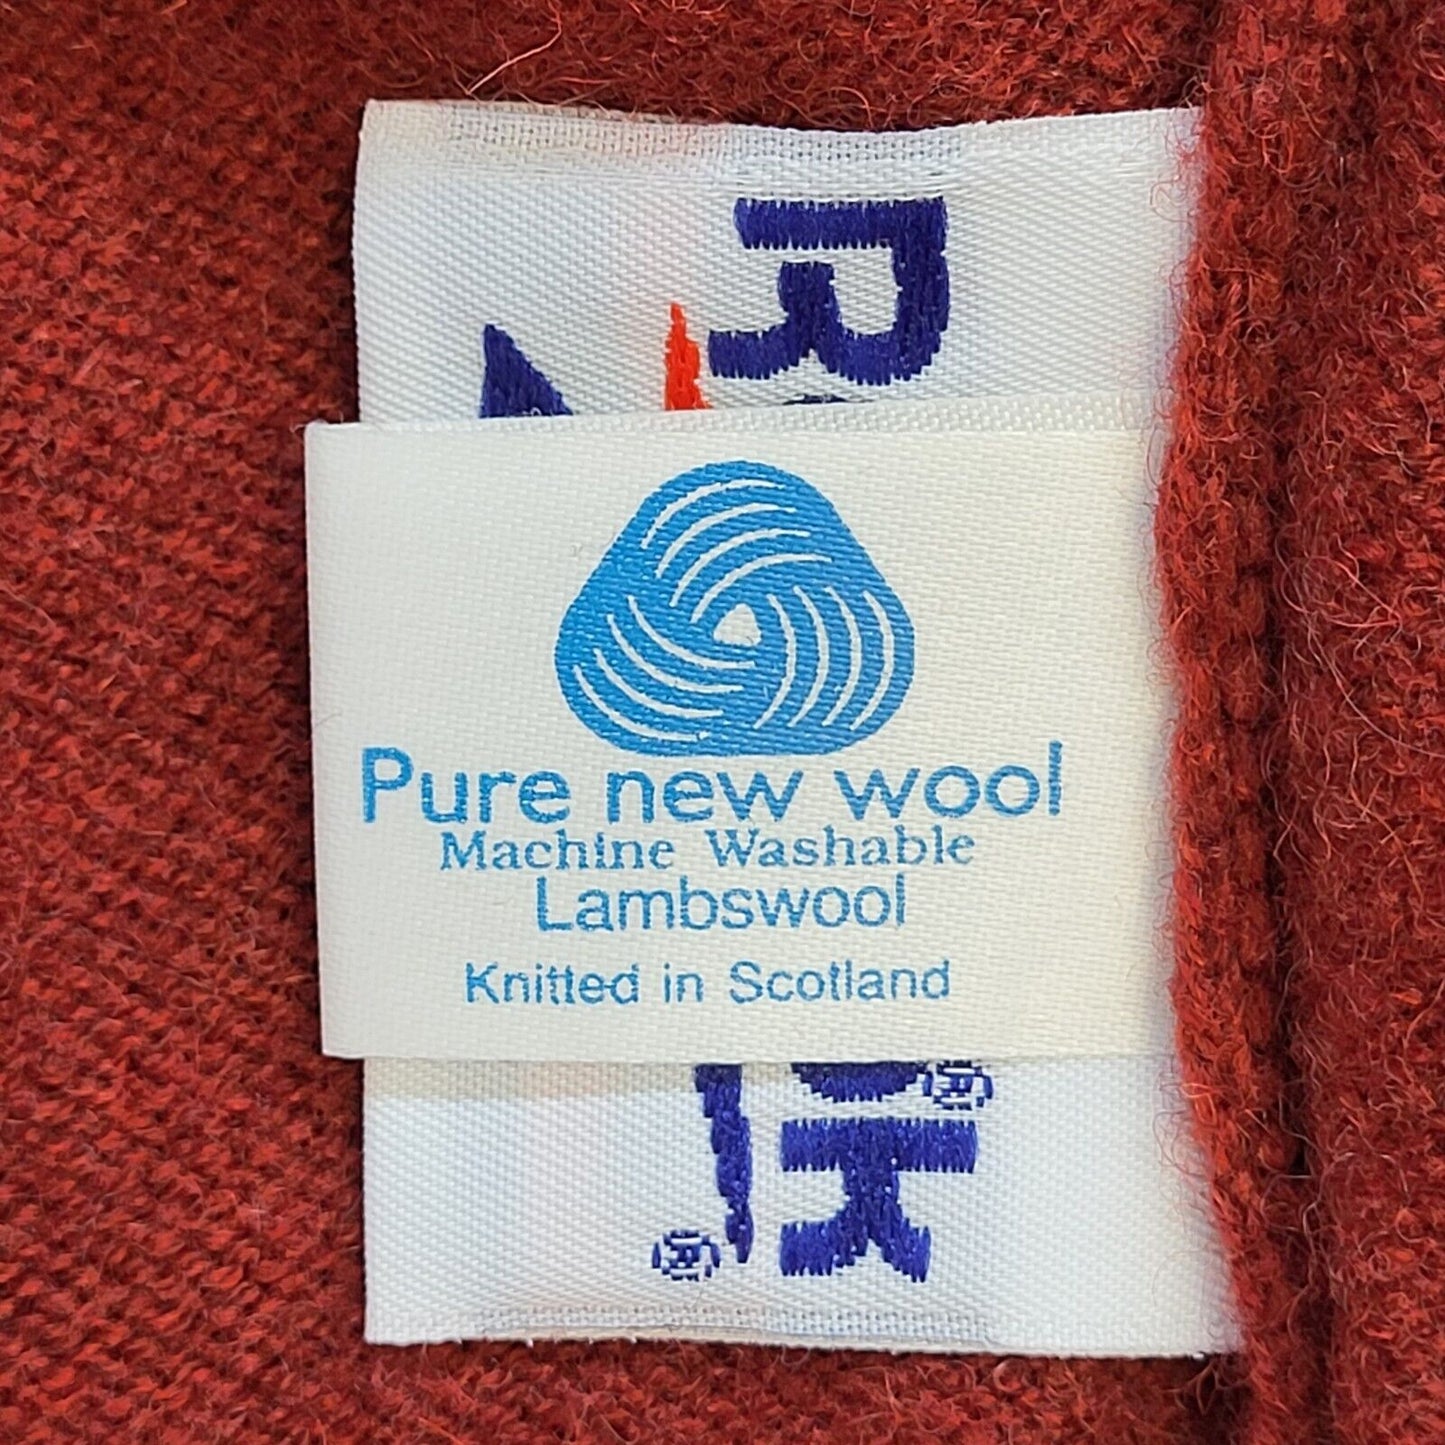 Pure new wool
Machine Washable
Lambswool
Knitted in Scotland